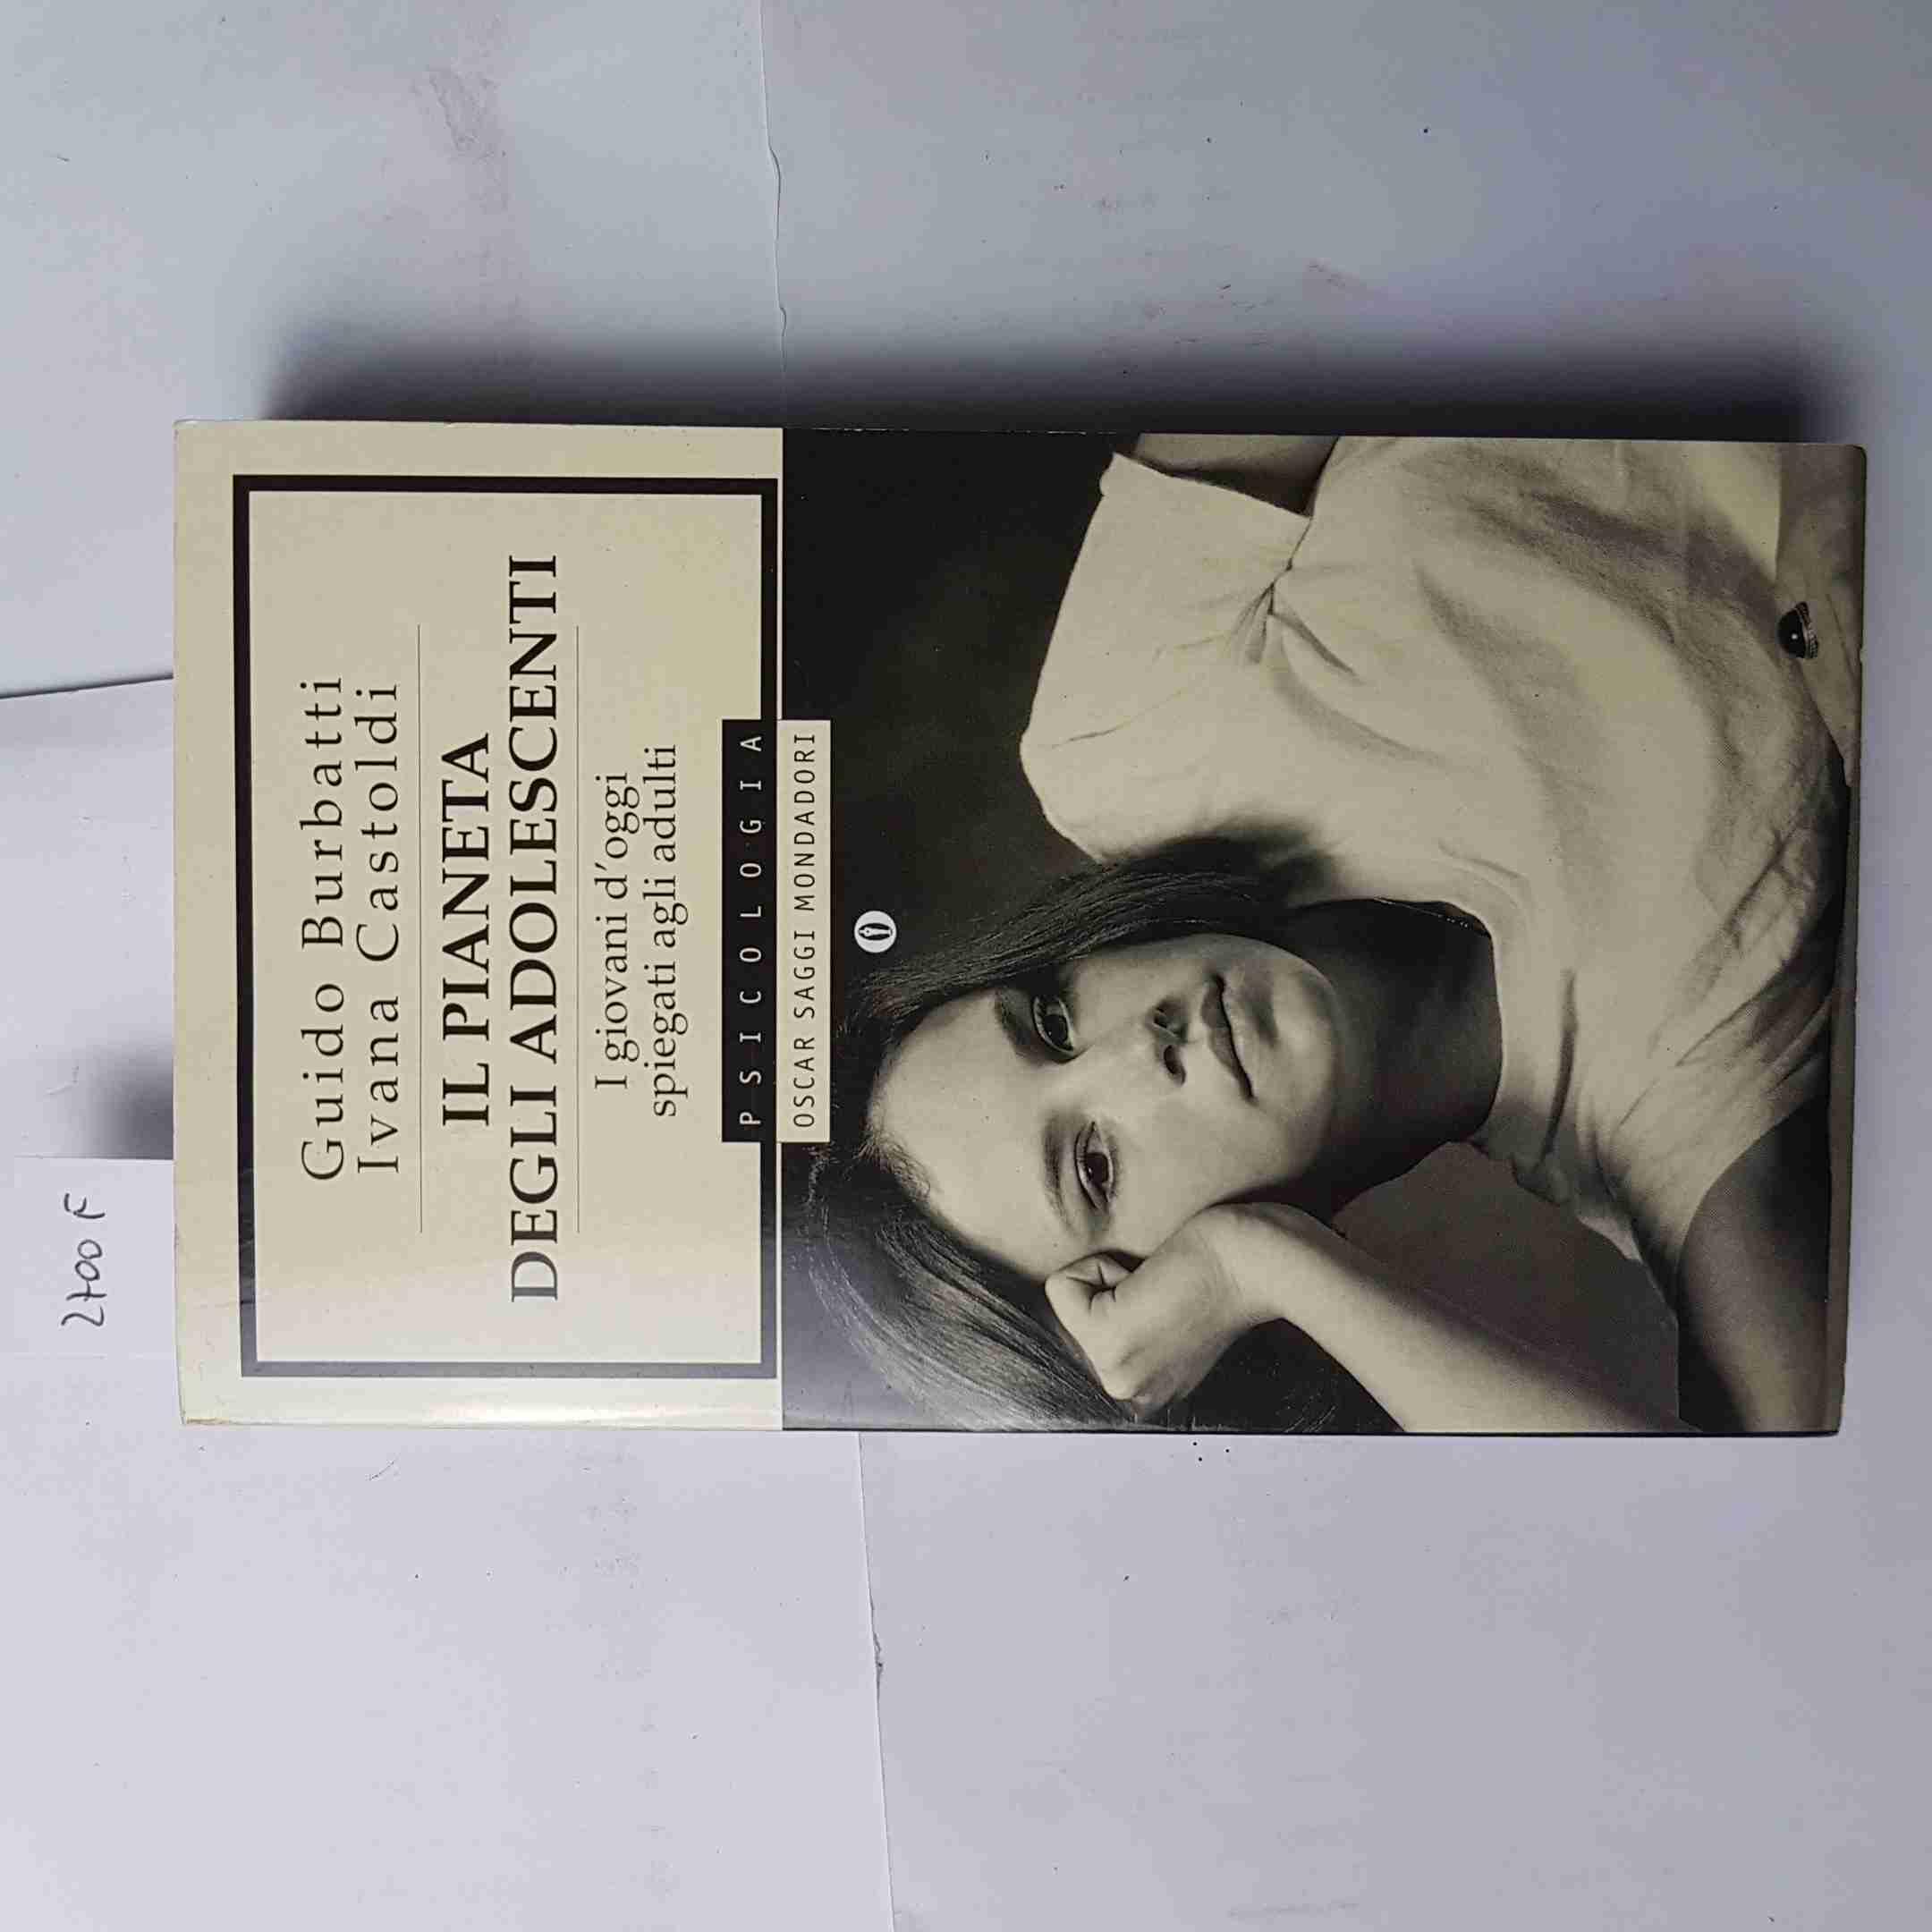 2700 F
Guido Burbatti
Ivana Castoldi
IL PIANETA
DEGLI ADOLESCENTI
I giovani d'oggi
spiegati agli adulti
PSICOLOGIA
OSCAR SAGGI MONDADORI